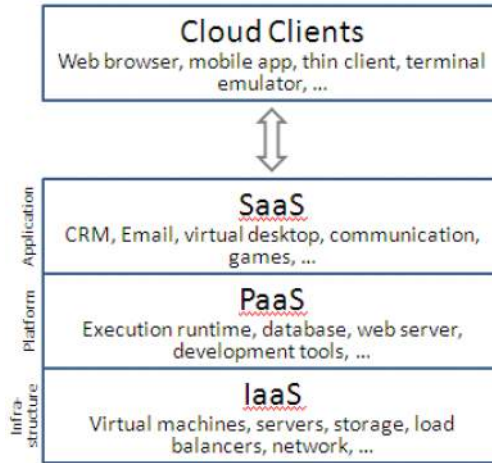 Cloud Clients
Web browser, mobile app, thin client, terminal
emulator, ...
Application
SaaS
CRM, Email, virtual desktop, communication,
games, ...
Platform
PaaS
Execution runtime, database, web server,
development tools, ...
Infra-
structure
IaaS
Virtual machines, servers, storage, load
balancers, network, ...